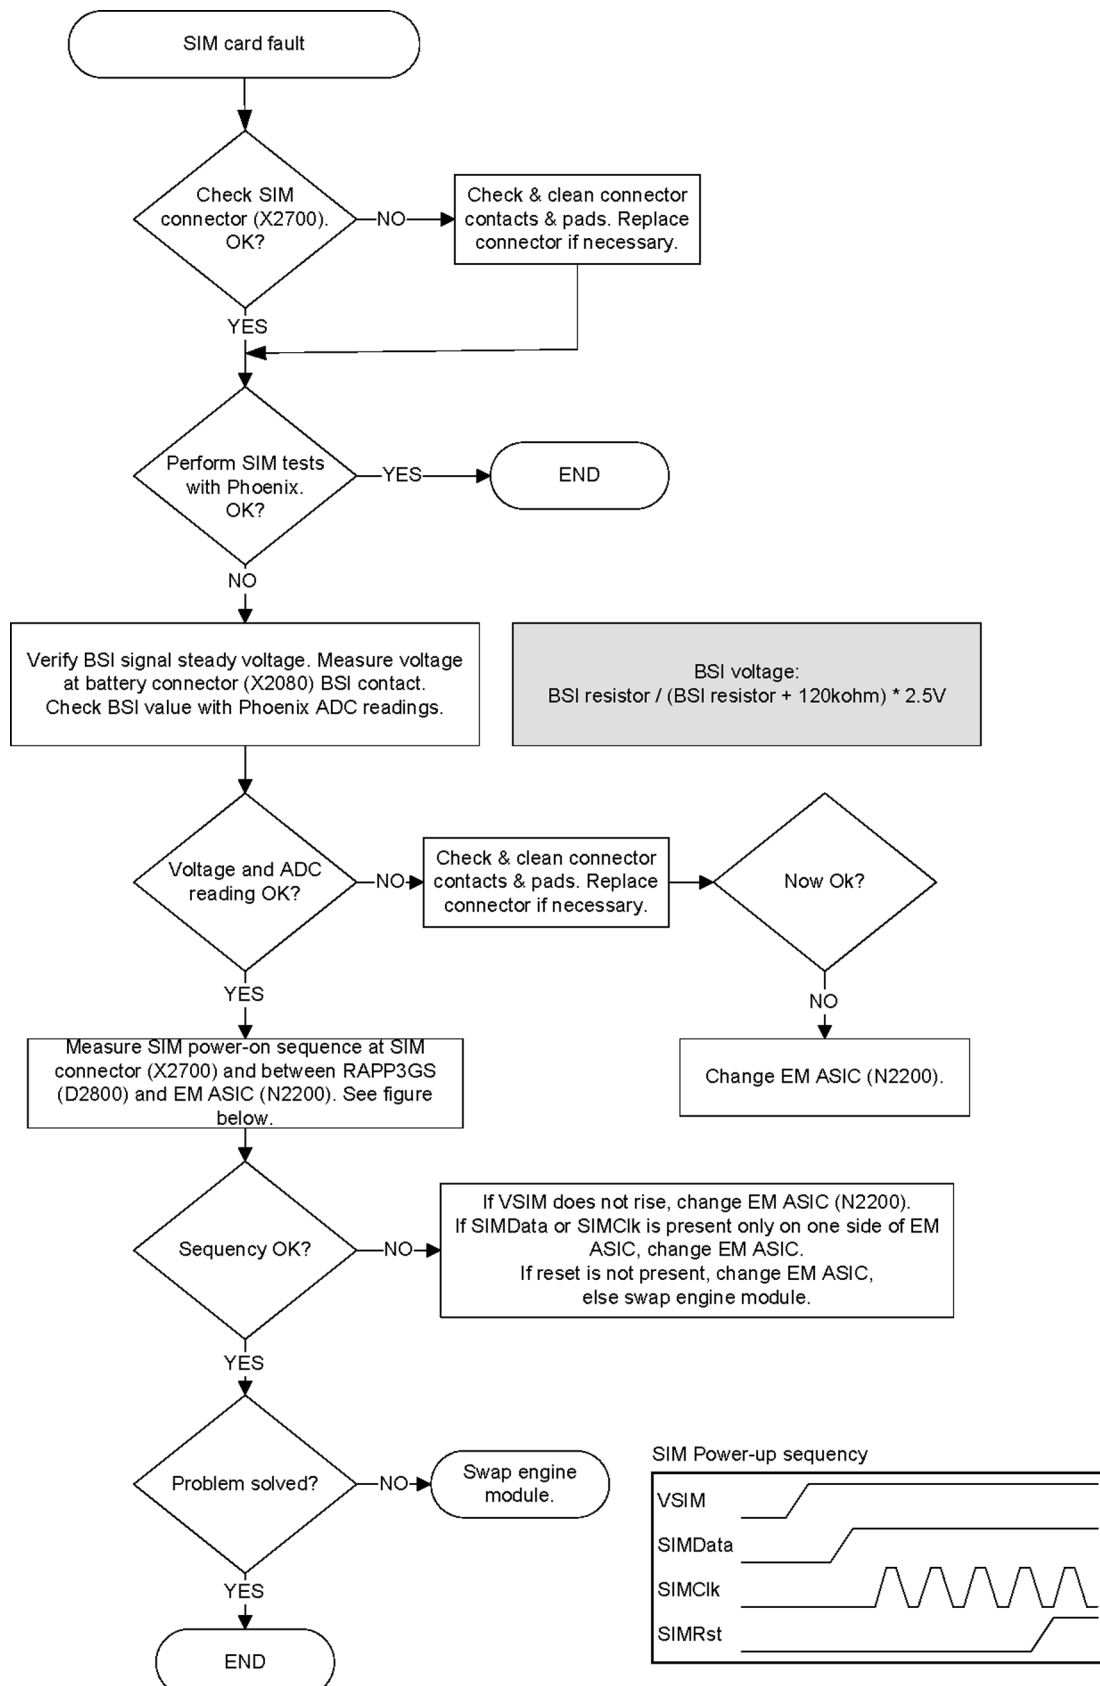 SIM card fault
Check SIM
connector (X2700).
OK?
NO
Check & clean connector
contacts & pads. Replace
connector if necessary.
YES
Perform SIM tests
with Phoenix.
OK?
YES
END
NO
Verify BSI signal steady voltage. Measure voltage
at battery connector (X2080) BSI contact.
Check BSI value with Phoenix ADC readings.
BSI voltage:
BSI resistor / (BSI resistor + 120kohm) * 2.5V
Voltage and ADC
reading OK?
NO
Check & clean connector
contacts & pads. Replace
connector if necessary.
Now Ok?
YES
NO
Measure SIM power-on sequence at SIM
connector (X2700) and between RAPP3GS
(D2800) and EM ASIC (N2200). See figure
below.
Change EM ASIC (N2200).
Sequency OK?
NO
If VSIM does not rise, change EM ASIC (N2200).
If SIMData or SIMClk is present only on one side of EM
ASIC, change EM ASIC.
If reset is not present, change EM ASIC,
else swap engine module.
YES
Problem solved?
NO
Swap engine
module.
YES
END
SIM Power-up sequency
VSIM
SIMData
SIMClk
SIMRst